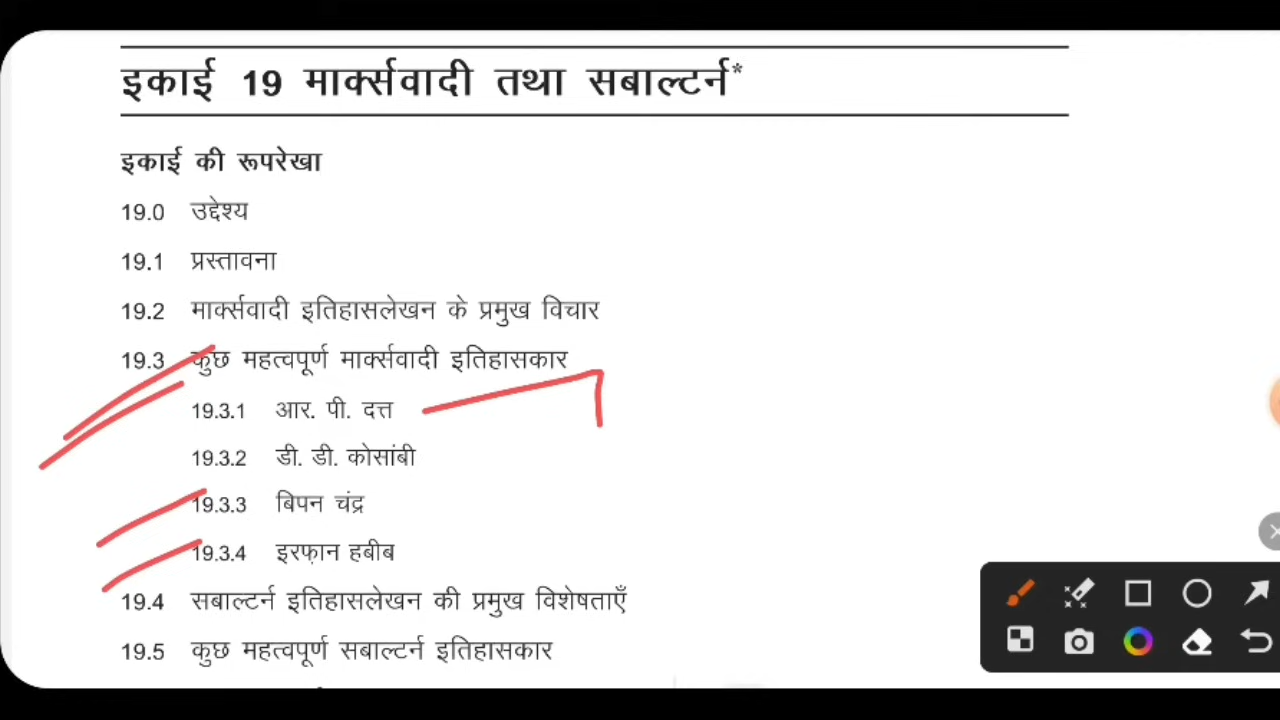 इकाई 19 मार्क्सवादी तथा सबाल्टर्न*
इकाई की रूपरेखा
19.0 उद्देश्य
19.1 प्रस्तावना
19.2 मार्क्सवादी इतिहासलेखन के प्रमुख विचार
19.3 कुछ महत्वपूर्ण मार्क्सवादी इतिहासकार
19.3.1 आर. पी. दत्त
19.3.2 डी. डी. कोसांबी
19.3.3 बिपन चंद्र
19.3.4 इरफ़ान हबीब
19.4 सबाल्टर्न इतिहासलेखन की प्रमुख विशेषताएँ
19.5 कुछ महत्वपूर्ण सबाल्टर्न इतिहासकार